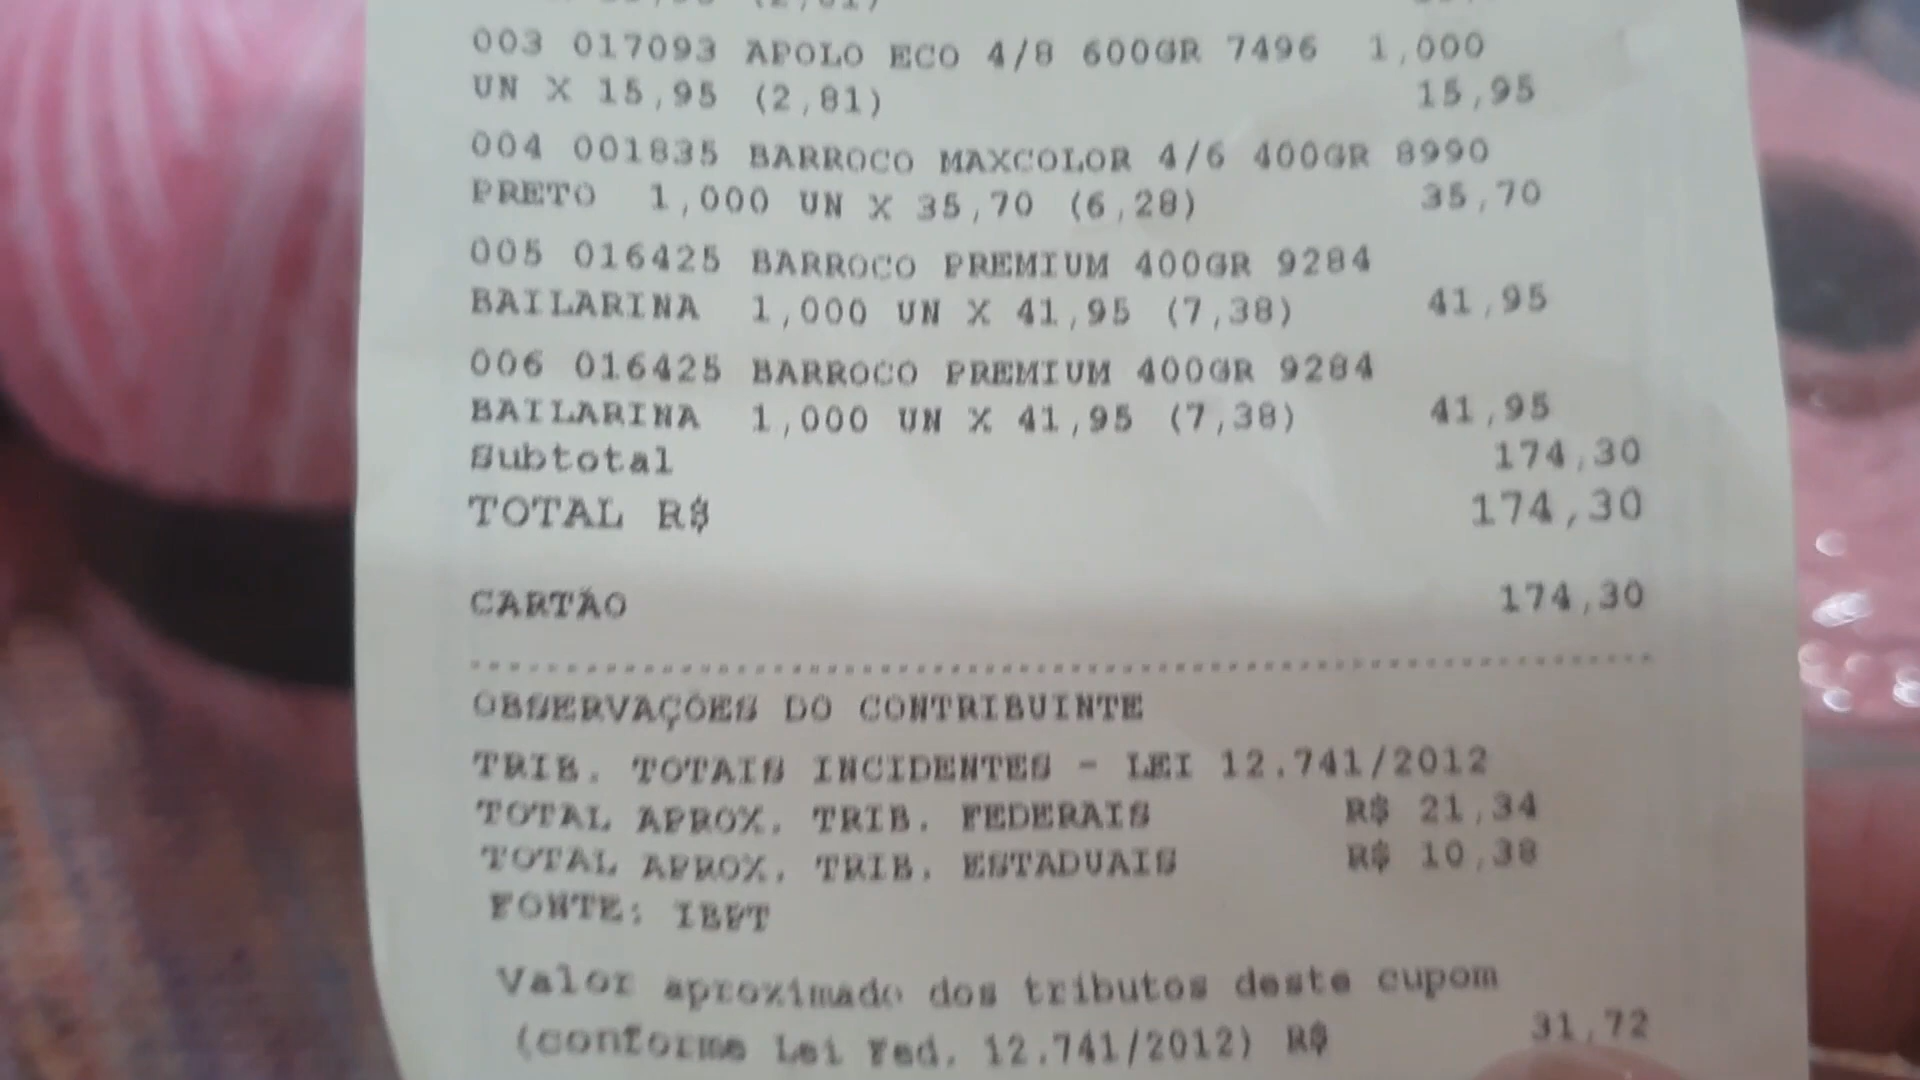 003 017093 APOLO ECO 4/8 600GR 7496 1,000
UN X 15,95 (2,81) 15,95
004 001835 BARROCO MAXCOLOR 4/6 400GR 8990
PRETO 1,000 UN X 35,70 (6,28) 35,70
005 016425 BARROCO PREMIUM 400GR 9284
BAILARINA 1,000 UN X 41,95 (7,38) 41,95
006 016425 BARROCO PREMIUM 400GR 9284
BAILARINA 1,000 UN X 41,95 (7,38) 41,95
Subtotal 174,30
TOTAL R$ 174,30
CARTÃO 174,30
OBSERVAÇÕES DO CONTRIBUINTE
TRIB. TOTAIS INCIDENTES - LEI 12.741/2012
TOTAL APROX. TRIB. FEDERAIS R$ 21,34
TOTAL APROX. TRIB. ESTADUAIS R$ 10,38
FONTE: IBPT
Valor aproximado dos tributos deste cupom
(conforme Lei Fed. 12.741/2012) R$ 31,72